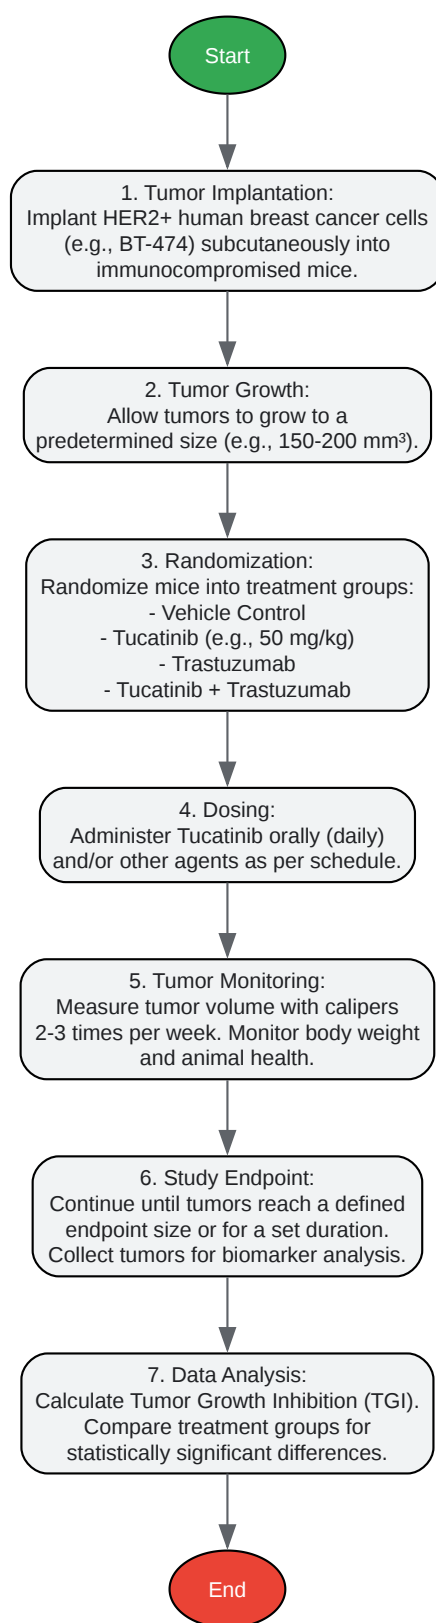 Start
1. Tumor Implantation:
Implant HER2+ human breast cancer cells
(e.g., BT-474) subcutaneously into
immunocompromised mice.
2. Tumor Growth:
Allow tumors to grow to a
predetermined size (e.g., 150-200 mm³).
3. Randomization:
Randomize mice into treatment groups:
- Vehicle Control
- Tucatinib (e.g., 50 mg/kg)
- Trastuzumab
- Tucatinib + Trastuzumab
4. Dosing:
Administer Tucatinib orally (daily)
and/or other agents as per schedule.
5. Tumor Monitoring:
Measure tumor volume with calipers
2-3 times per week. Monitor body weight
and animal health.
6. Study Endpoint:
Continue until tumors reach a defined
endpoint size or for a set duration.
Collect tumors for biomarker analysis.
7. Data Analysis:
Calculate Tumor Growth Inhibition (TGI).
Compare treatment groups for
statistically significant differences.
End